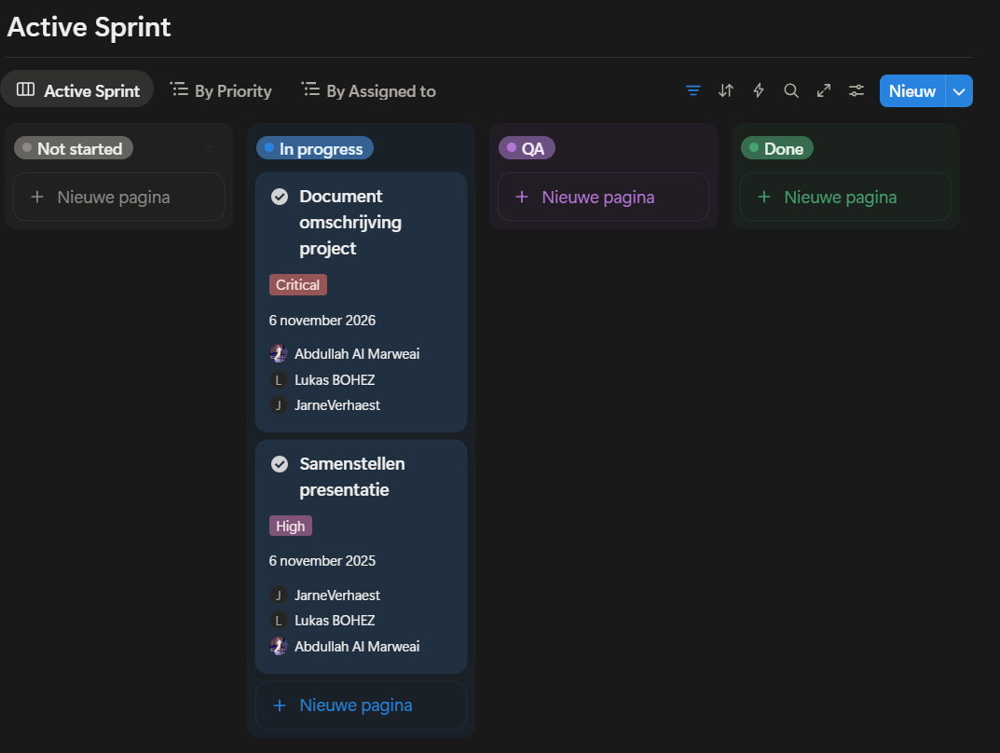 Active Sprint
Active Sprint
By Priority
By Assigned to
Nieuw
Not started
Nieuwe pagina
In progress
Document
omschrijving
project
Critical
6 november 2026
Abdullah Al Marweai
L Lukas BOHEZ
J JarneVerhaest
Samenstellen
presentatie
High
6 november 2025
J JarneVerhaest
L Lukas BOHEZ
Abdullah Al Marweai
Nieuwe pagina
QA
Nieuwe pagina
Done
Nieuwe pagina